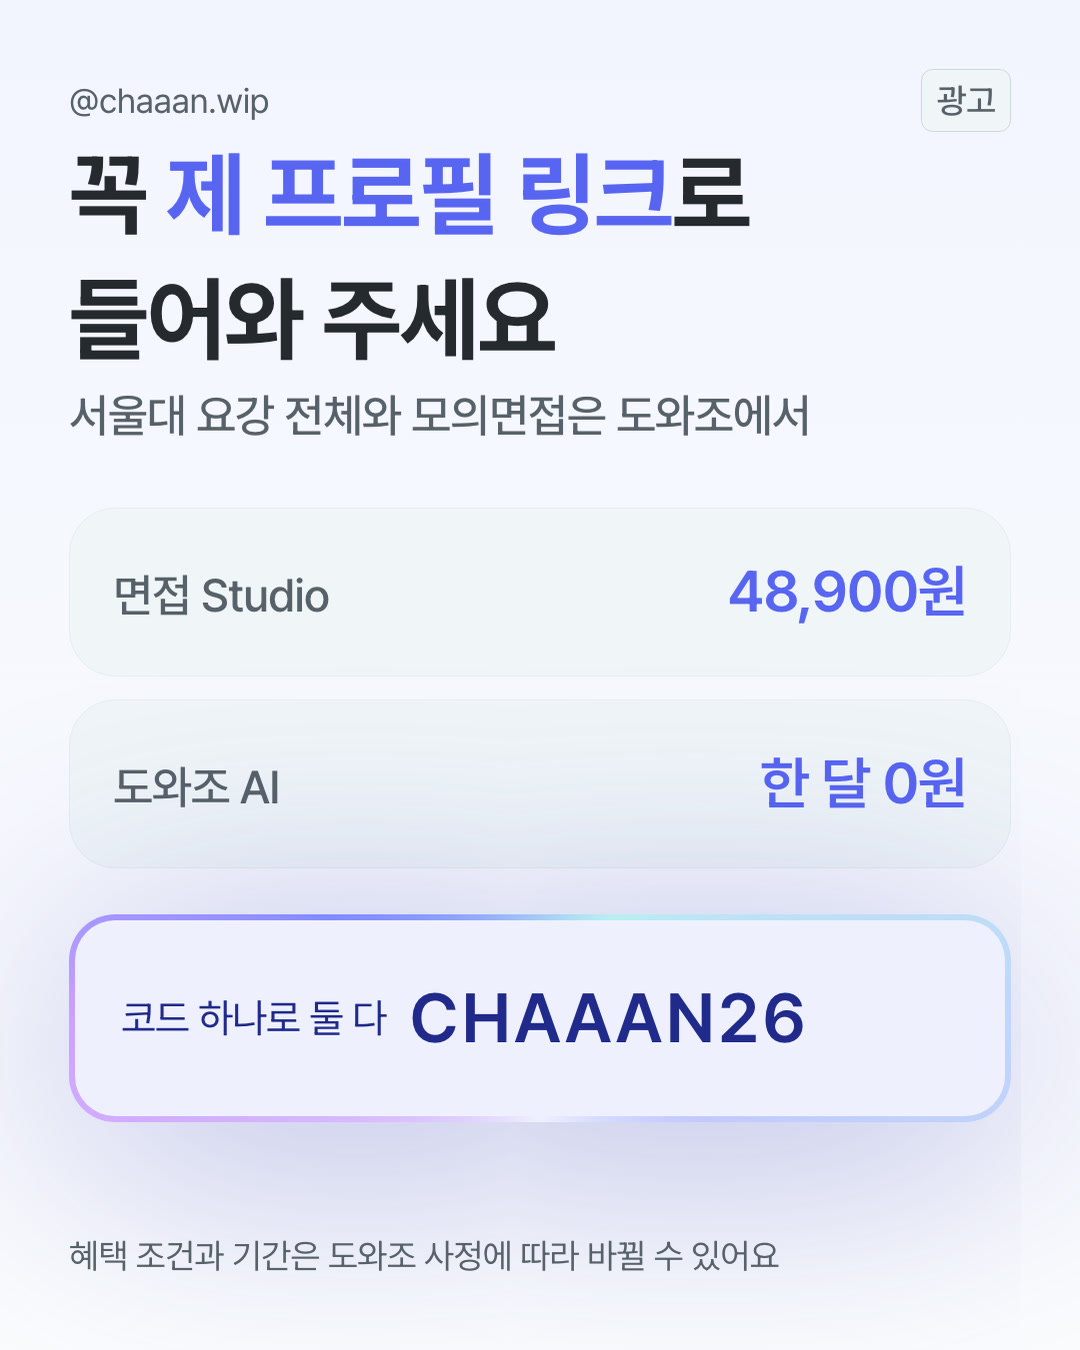 @chaaan.wip
광고
꼭 제 프로필 링크로
들어와 주세요
서울대 요강 전체와 모의면접은 도와조에서
면접 Studio
48,900원
도와조 AI
한 달 0원
코드 하나로 둘 다 CHAAAN26
혜택 조건과 기간은 도와조 사정에 따라 바뀔 수 있어요